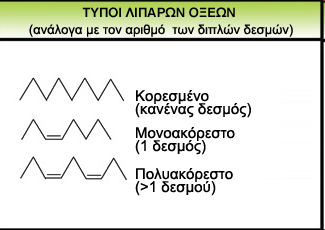 ΤΥΠΟΙ ΛΙΠΑΡΩΝ ΟΞΕΩΝ
(ανάλογα με τον αριθμό των διπλών δεσμών)
Κορεσμένο
(κανένας δεσμός)
Μονοακόρεστο
(1 δεσμός)
Πολυακόρεστο
(>1 δεσμού)